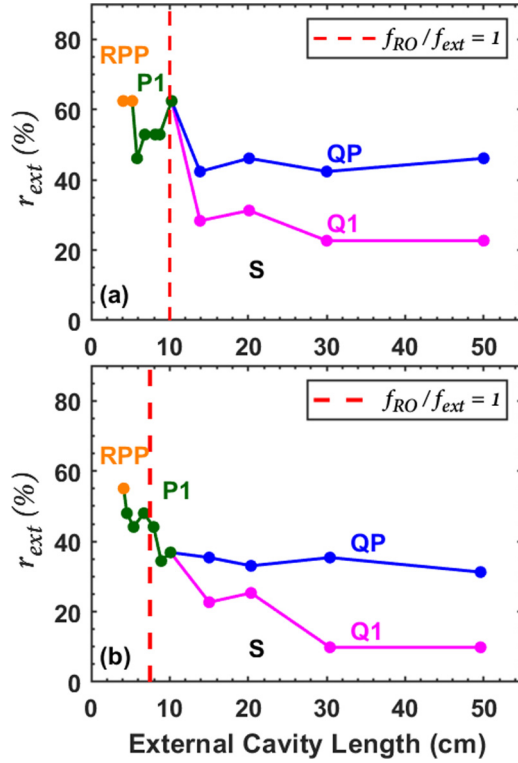 80
60
40
20
0
r_ext (%)
f_RO / f_ext = 1
RPP
P1
QP
Q1
S
(a)
0 10 20 30 40 50
80
60
40
20
0
r_ext (%)
f_RO / f_ext = 1
RPP
P1
QP
Q1
S
(b)
0 10 20 30 40 50
External Cavity Length (cm)